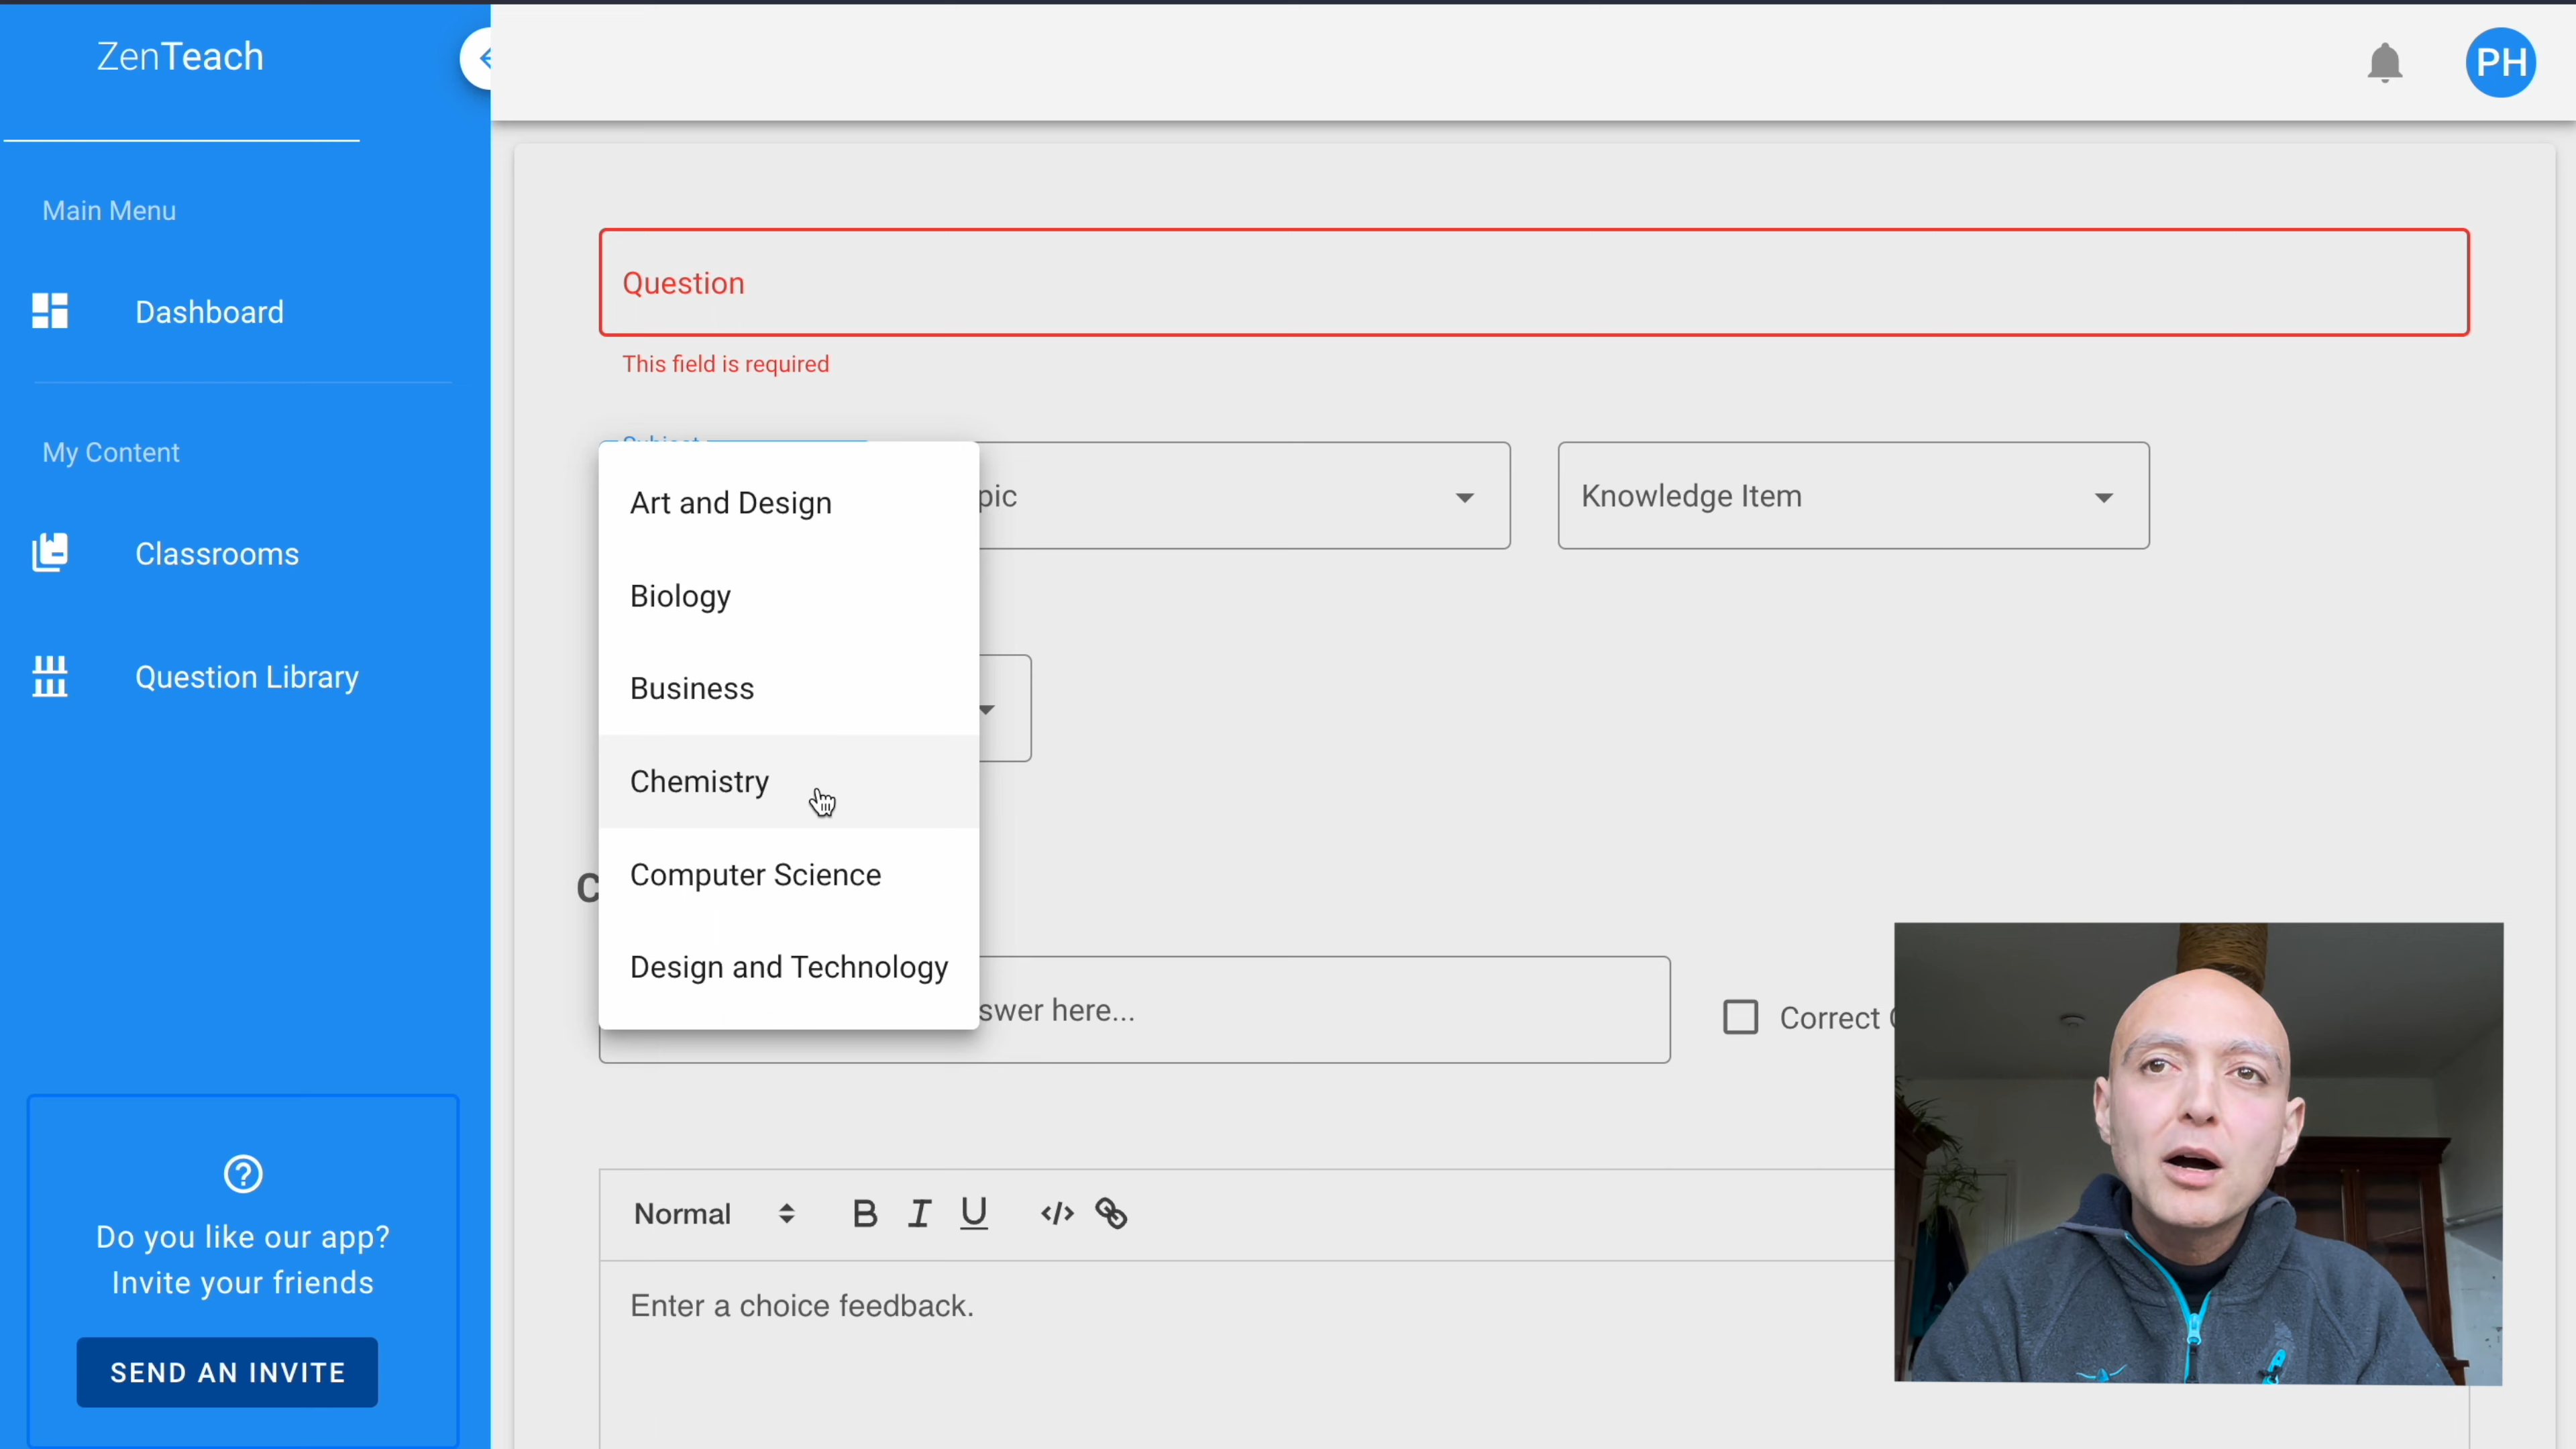 ZenTeach
PH
Main Menu
Dashboard
My Content
Classrooms
Question Library
Do you like our app?
Invite your friends
SEND AN INVITE
Question
This field is required
Subject
Art and Design
Biology
Business
Chemistry
Computer Science
Design and Technology
pic
Knowledge Item
C
swer here...
Correct
Normal
B I U </>
Enter a choice feedback.